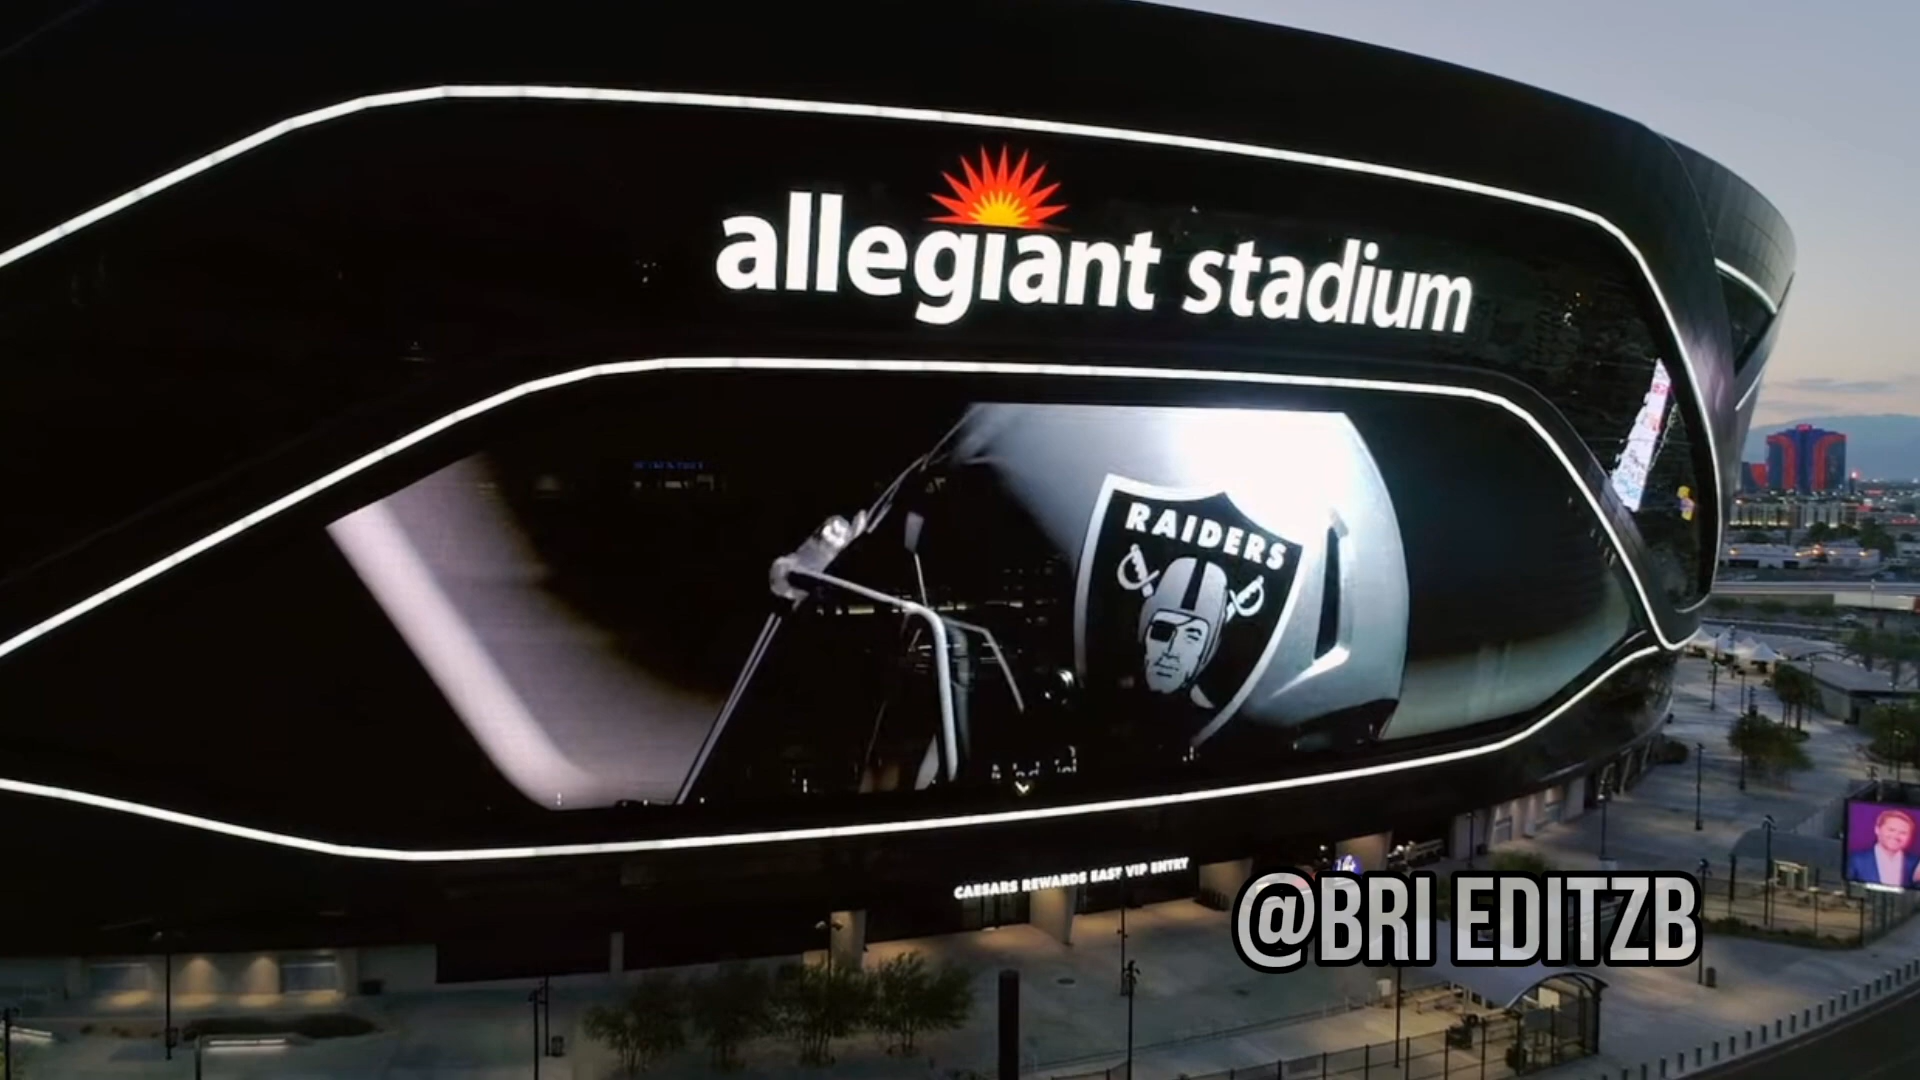 allegiant stadium
RAIDERS
CAESARS REWARDS EAST VIP ENTRY
@BRI EDITZB